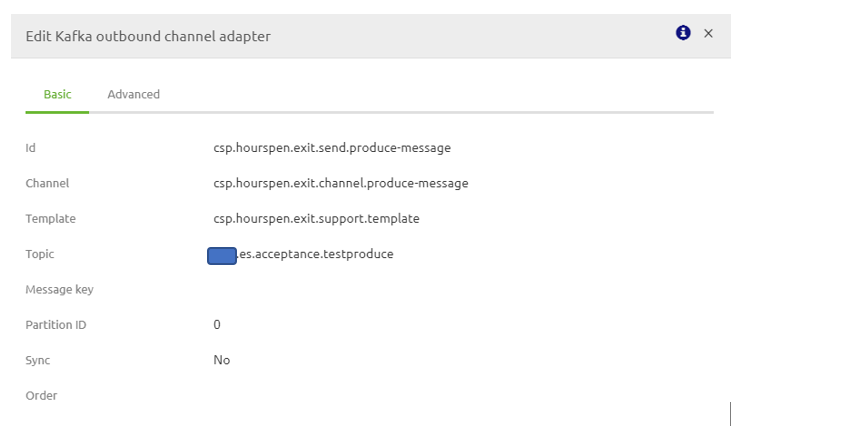 Edit Kafka outbound channel adapter
Basic Advanced
Id csp.hourspen.exit.send.produce-message
Channel csp.hourspen.exit.channel.produce-message
Template csp.hourspen.exit.support.template
Topic .es.acceptance.testproduce
Message key
Partition ID 0
Sync No
Order